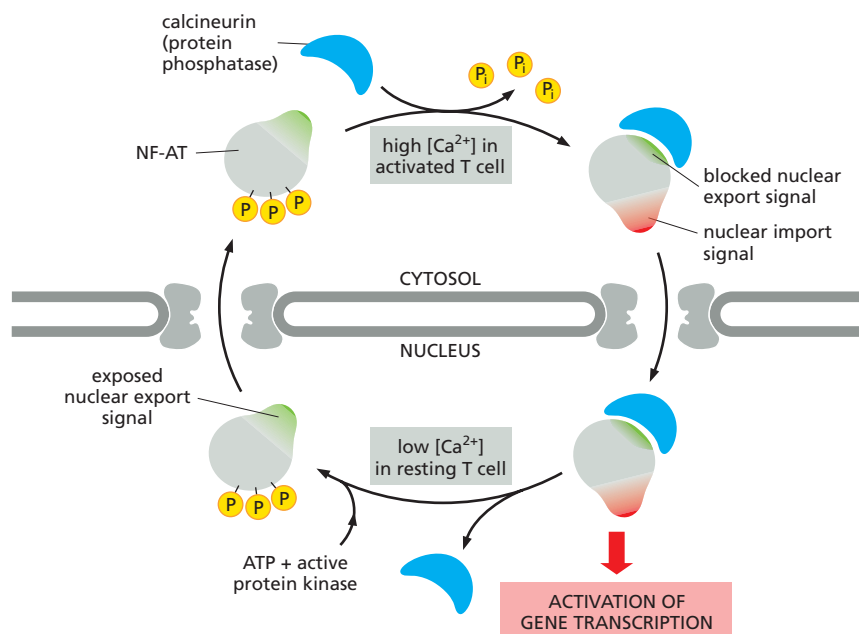 calcineurin
(protein
phosphatase)
Pi
Pi
Pi
NF-AT
high [Ca²⁺] in
activated T cell
P
P
P
blocked nuclear
export signal
nuclear import
signal
CYTOSOL
NUCLEUS
exposed
nuclear export
signal
low [Ca²⁺]
in resting T cell
P
P
P
ATP + active
protein kinase
ACTIVATION OF
GENE TRANSCRIPTION